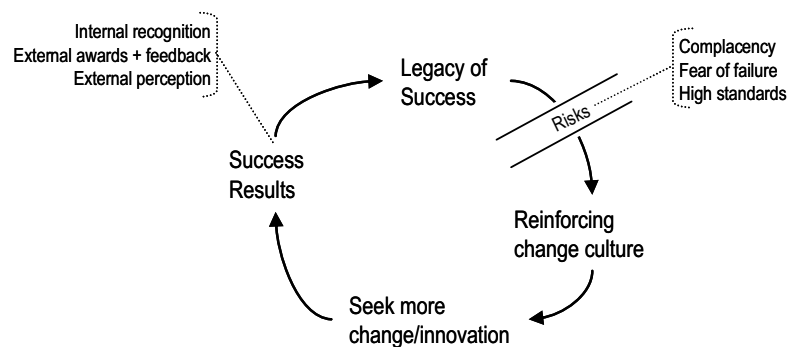 Internal recognition
External awards + feedback
External perception
Legacy of
Success
Complacency
Fear of failure
High standards
Risks
Success
Results
Reinforcing
change culture
Seek more
change/innovation